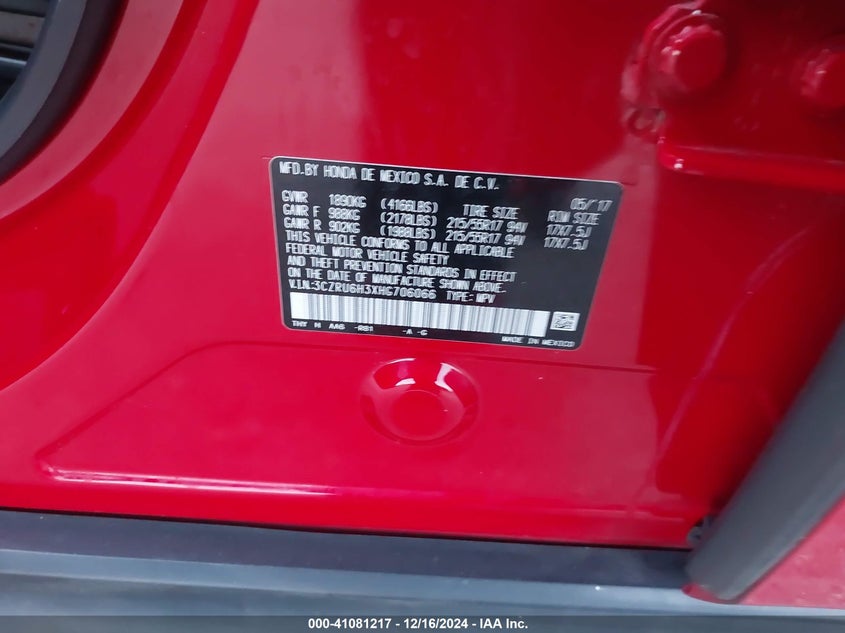 MFD.BY HONDA DE MEXICO S.A. DE C.V.
05/'17
GVWR 1890KG (4166LBS) TIRE SIZE RIM SIZE
GAWR F 988KG (2178LBS) 215/55R17 94V 17X7.5J
GAWR R 902KG (1988LBS) 215/55R17 94V 17X7.5J
THIS VEHICLE CONFORMS TO ALL APPLICABLE
FEDERAL MOTOR VEHICLE SAFETY
AND THEFT PREVENTION STANDARDS IN EFFECT
ON THE DATE OF MANUFACTURE SHOWN ABOVE.
V.I.N.:3CZRU6H3XHG706066 TYPE: MPV
THY H AA6 -R81 -A -G
MADE IN MEXICO
000-41081217 - 12/16/2024 - IAA Inc.